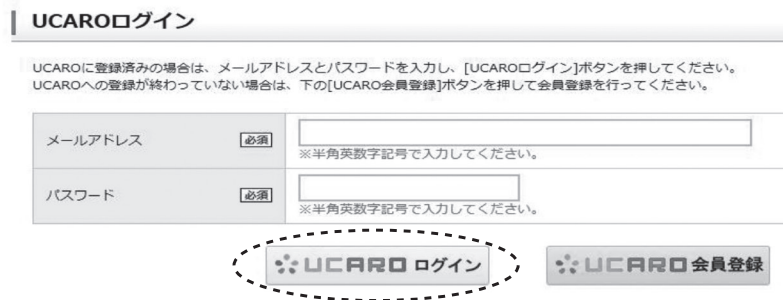 UCAROログイン
UCAROに登録済みの場合は、メールアドレスとパスワードを入力し、[UCAROログイン]ボタンを押してください。
UCAROへの登録が終わっていない場合は、下の[UCARO会員登録]ボタンを押して会員登録を行ってください。
メールアドレス 必須
※半角英数字記号で入力してください。
パスワード 必須
※半角英数字記号で入力してください。
UCARO ログイン UCARO 会員登録